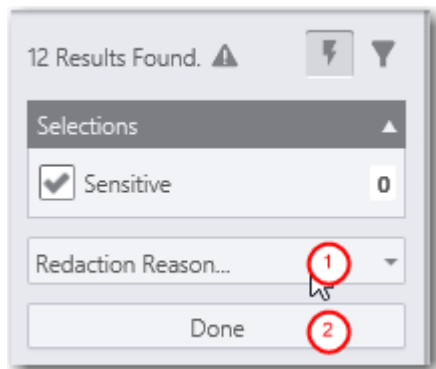 12 Results Found.
Selections
Sensitive 0
Redaction Reason... 1
Done 2